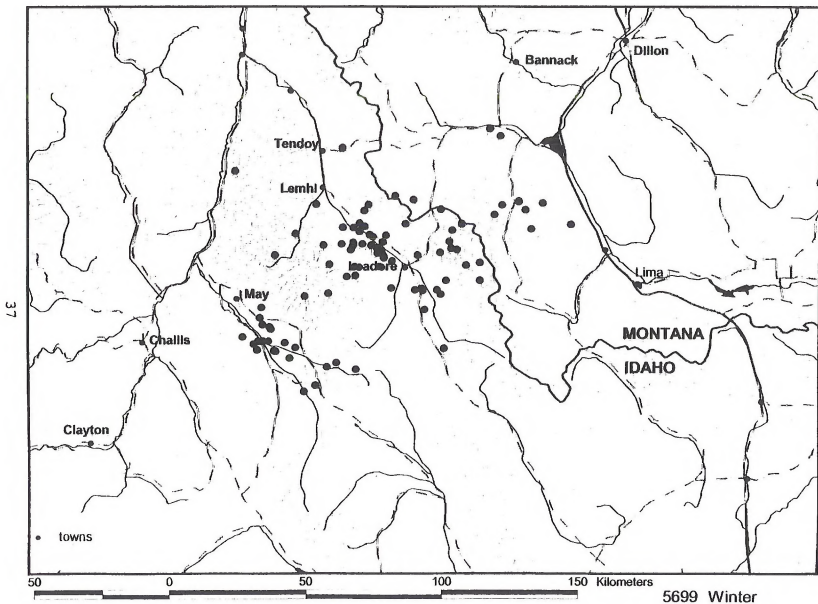 Dillon
Bannack
Tendoy
Lemhi
Leadore
Lima
May
MONTANA
Challis
IDAHO
Clayton
towns
50 0 50 100 150 Kilometers
5699 Winter
37